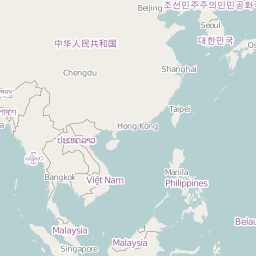 Beijing
조선민주주의인민공화국
Seoul
中华人民共和国
대한민국
Chengdu
Shanghai
Taipei
Hong Kong
ປະເທດລາວ
Bangkok
Việt Nam
Manila
Philippines
Malaysia
Malaysia
Singapore
Belau